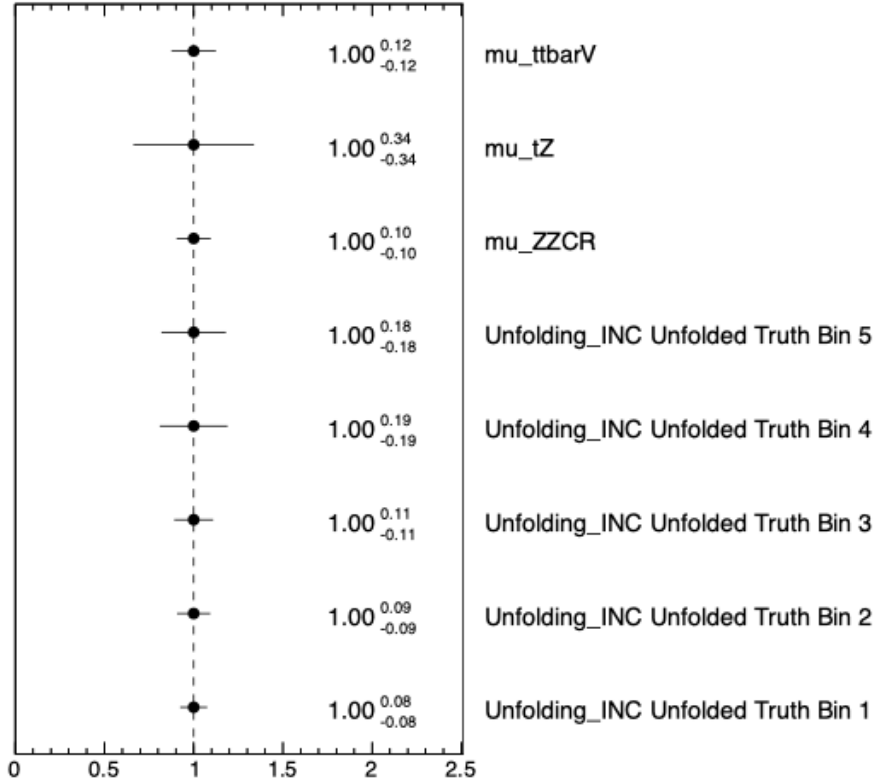 1.00 0.12 -0.12 mu_ttbarV
1.00 0.34 -0.34 mu_tZ
1.00 0.10 -0.10 mu_ZZCR
1.00 0.18 -0.18 Unfolding_INC Unfolded Truth Bin 5
1.00 0.19 -0.19 Unfolding_INC Unfolded Truth Bin 4
1.00 0.11 -0.11 Unfolding_INC Unfolded Truth Bin 3
1.00 0.09 -0.09 Unfolding_INC Unfolded Truth Bin 2
1.00 0.08 -0.08 Unfolding_INC Unfolded Truth Bin 1
0 0.5 1 1.5 2 2.5